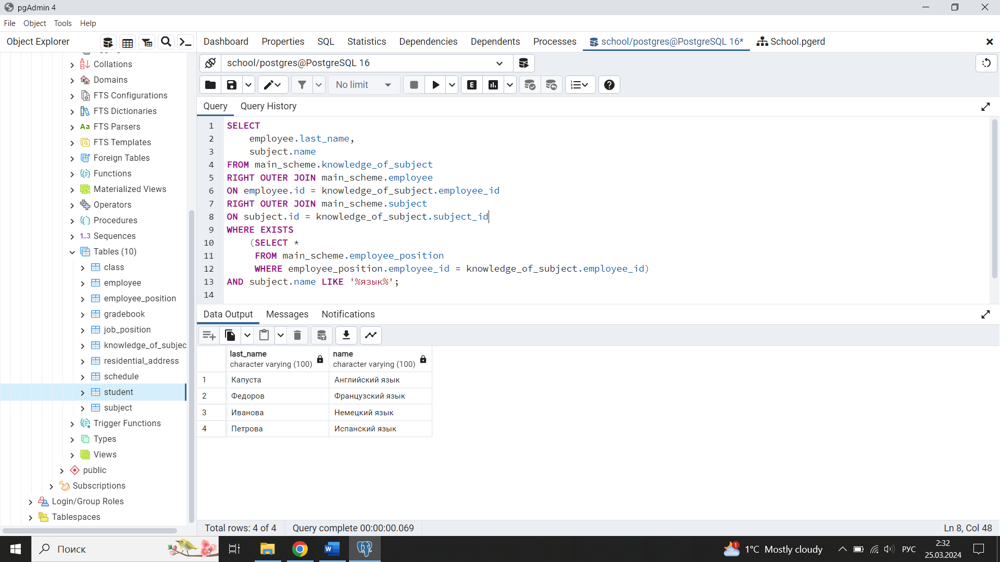 pgAdmin 4
File Object Tools Help
Object Explorer
Dashboard Properties SQL Statistics Dependencies Dependents Processes school/postgres@PostgreSQL 16* School.pgerd
school/postgres@PostgreSQL 16
No limit
Query Query History
Collations
Domains
FTS Configurations
FTS Dictionaries
FTS Parsers
FTS Templates
Foreign Tables
Functions
Materialized Views
Operators
Procedures
Sequences
Tables (10)
class
employee
employee_position
gradebook
job_position
knowledge_of_subjec
residential_address
schedule
student
subject
Trigger Functions
Types
Views
public
Subscriptions
Login/Group Roles
Tablespaces
1 SELECT
2 employee.last_name,
3 subject.name
4 FROM main_scheme.knowledge_of_subject
5 RIGHT OUTER JOIN main_scheme.employee
6 ON employee.id = knowledge_of_subject.employee_id
7 RIGHT OUTER JOIN main_scheme.subject
8 ON subject.id = knowledge_of_subject.subject_id
9 WHERE EXISTS
10 (SELECT *
11 FROM main_scheme.employee_position
12 WHERE employee_position.employee_id = knowledge_of_subject.employee_id)
13 AND subject.name LIKE '%язык%';
14
Data Output Messages Notifications
last_name name
character varying (100) character varying (100)
1 Капуста Английский язык
2 Федоров Французский язык
3 Иванова Немецкий язык
4 Петрова Испанский язык
Total rows: 4 of 4 Query complete 00:00:00.069 Ln 8, Col 48
Поиск
1 1°C Mostly cloudy РУС 2:32
25.03.2024